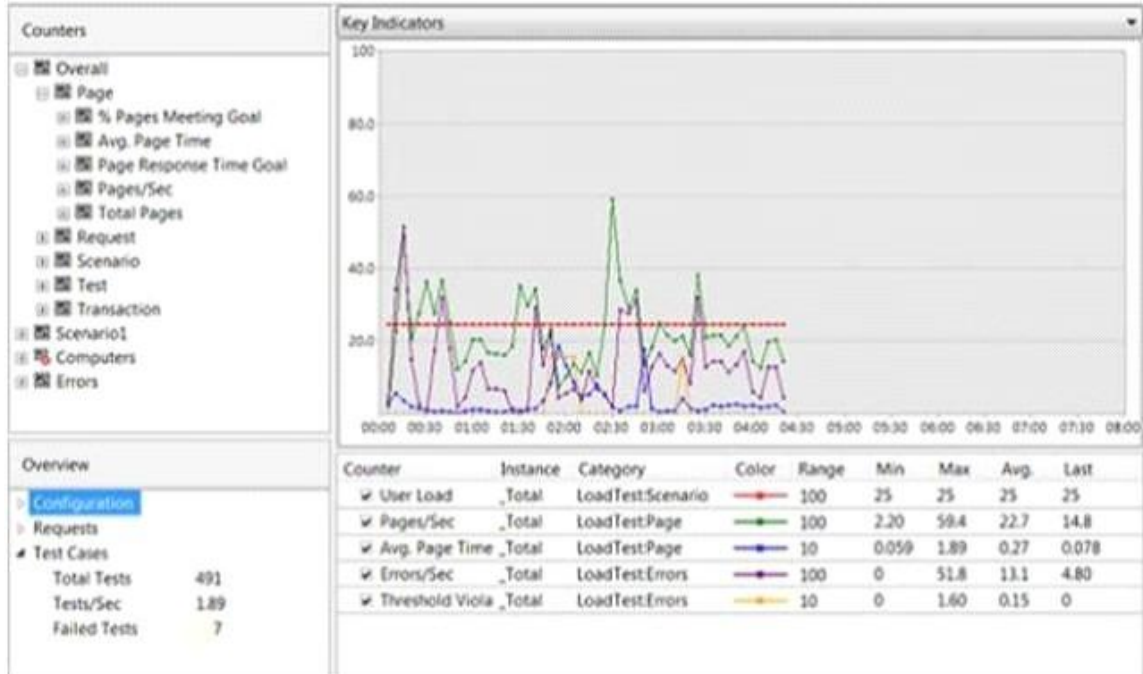 Counters
Overall
Page
% Pages Meeting Goal
Avg. Page Time
Page Response Time Goal
Pages/Sec
Total Pages
Request
Scenario
Test
Transaction
Scenario1
Computers
Errors
Overview
Configuration
Requests
Test Cases
Total Tests 491
Tests/Sec 1.89
Failed Tests 7
Key Indicators
100
80.0
60.0
40.0
20.0
00:00 00:30 01:00 01:30 02:00 02:30 03:00 03:30 04:00 04:30 05:00 05:30 06:00 06:30 07:00 07:30 08:00
Counter Instance Category Color Range Min Max Avg. Last
User Load _Total LoadTest:Scenario 100 25 25 25 25
Pages/Sec _Total LoadTest:Page 100 2.20 59.4 22.7 14.8
Avg. Page Time _Total LoadTest:Page 10 0.059 1.89 0.27 0.078
Errors/Sec _Total LoadTest:Errors 100 0 51.8 13.1 4.80
Threshold Viola _Total LoadTest:Errors 10 0 1.60 0.15 0